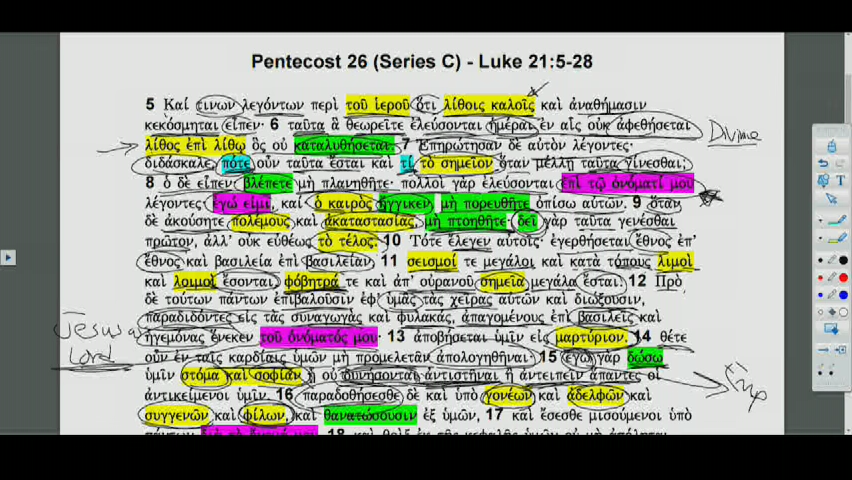 Pentecost 26 (Series C) - Luke 21:5-28
5 Καί τινων λεγόντων περὶ τοῦ ἱεροῦ ὅτι λίθοις καλοῖς καὶ ἀναθήμασιν
κεκόσμηται εἶπεν· 6 ταῦτα ἃ θεωρεῖτε ἐλεύσονται ἡμέραι ἐν αἷς οὐκ ἀφεθήσεται
Divine
λίθος ἐπὶ λίθῳ ὃς οὐ καταλυθήσεται. 7 Ἐπηρώτησαν δὲ αὐτὸν λέγοντες·
διδάσκαλε, πότε οὖν ταῦτα ἔσται καὶ τί τὸ σημεῖον ὅταν μέλλῃ ταῦτα γίνεσθαι;
8 ὁ δὲ εἶπεν· βλέπετε μὴ πλανηθῆτε· πολλοὶ γὰρ ἐλεύσονται ἐπὶ τῷ ὀνόματί μου
λέγοντες· ἐγώ εἰμι, καί· ὁ καιρὸς ἤγγικεν. μὴ πορευθῆτε ὀπίσω αὐτῶν. 9 ὅταν
δὲ ἀκούσητε πολέμους καὶ ἀκαταστασίας, μὴ πτοηθῆτε· δεῖ γὰρ ταῦτα γενέσθαι
πρῶτον, ἀλλ' οὐκ εὐθέως τὸ τέλος. 10 Τότε ἔλεγεν αὐτοῖς· ἐγερθήσεται ἔθνος ἐπ'
ἔθνος καὶ βασιλεία ἐπὶ βασιλείαν, 11 σεισμοί τε μεγάλοι καὶ κατὰ τόπους λιμοὶ
καὶ λοιμοὶ ἔσονται, φόβητρά τε καὶ ἀπ' οὐρανοῦ σημεῖα μεγάλα ἔσται. 12 Πρὸ
δὲ τούτων πάντων ἐπιβαλοῦσιν ἐφ' ὑμᾶς τὰς χεῖρας αὐτῶν καὶ διώξουσιν,
παραδιδόντες εἰς τὰς συναγωγὰς καὶ φυλακάς, ἀπαγομένους ἐπὶ βασιλεῖς καὶ
ἡγεμόνας ἕνεκεν τοῦ ὀνόματός μου· 13 ἀποβήσεται ὑμῖν εἰς μαρτύριον. 14 θέτε
Lord
οὖν ἐν ταῖς καρδίαις ὑμῶν μὴ προμελετᾶν ἀπολογηθῆναι· 15 ἐγὼ γὰρ δώσω
ὑμῖν στόμα καὶ σοφίαν ᾗ οὐ δυνήσονται ἀντιστῆναι ἢ ἀντειπεῖν ἅπαντες οἱ
ἀντικείμενοι ὑμῖν. 16 παραδοθήσεσθε δὲ καὶ ὑπὸ γονέων καὶ ἀδελφῶν καὶ
συγγενῶν καὶ φίλων, καὶ θανατώσουσιν ἐξ ὑμῶν, 17 καὶ ἔσεσθε μισούμενοι ὑπὸ